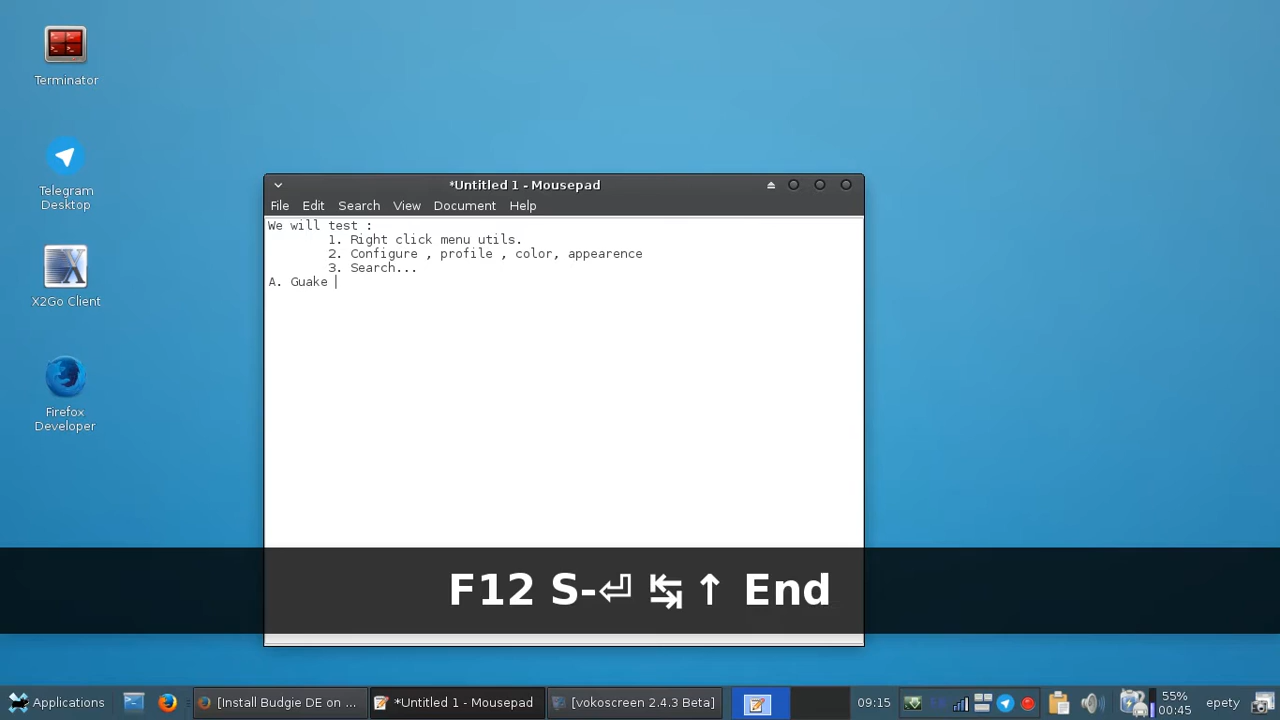 Terminator
Telegram
Desktop
X2Go Client
Firefox
Developer
*Untitled 1 - Mousepad
File Edit Search View Document Help
We will test :
1. Right click menu utils.
2. Configure , profile , color, appearence
3. Search...
A. Guake
F12 S-⏎ ↹ ↑ End
Applications
[Install Budgie DE on ...
*Untitled 1 - Mousepad
[vokoscreen 2.4.3 Beta]
09:15
55%
00:45
epety